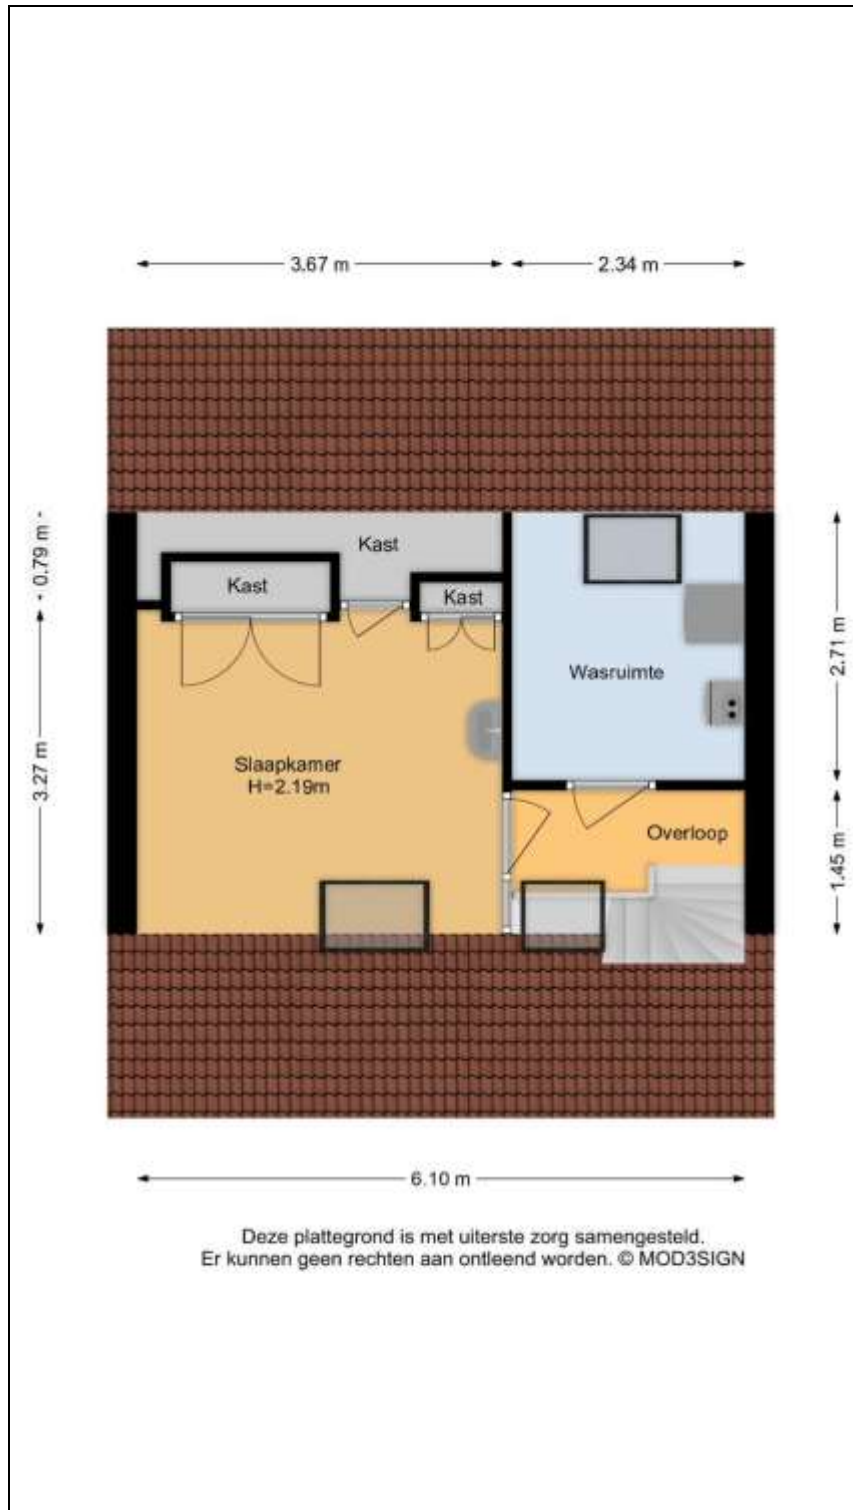 3.67 m
2.34 m
0.79 m
Kast
Kast
Kast
2.71 m
Wasruimte
3.27 m
Slaapkamer
H=2.19m
Overloop
1.45 m
6.10 m
Deze plattegrond is met uiterste zorg samengesteld.
Er kunnen geen rechten aan ontleend worden. © MOD3SIGN